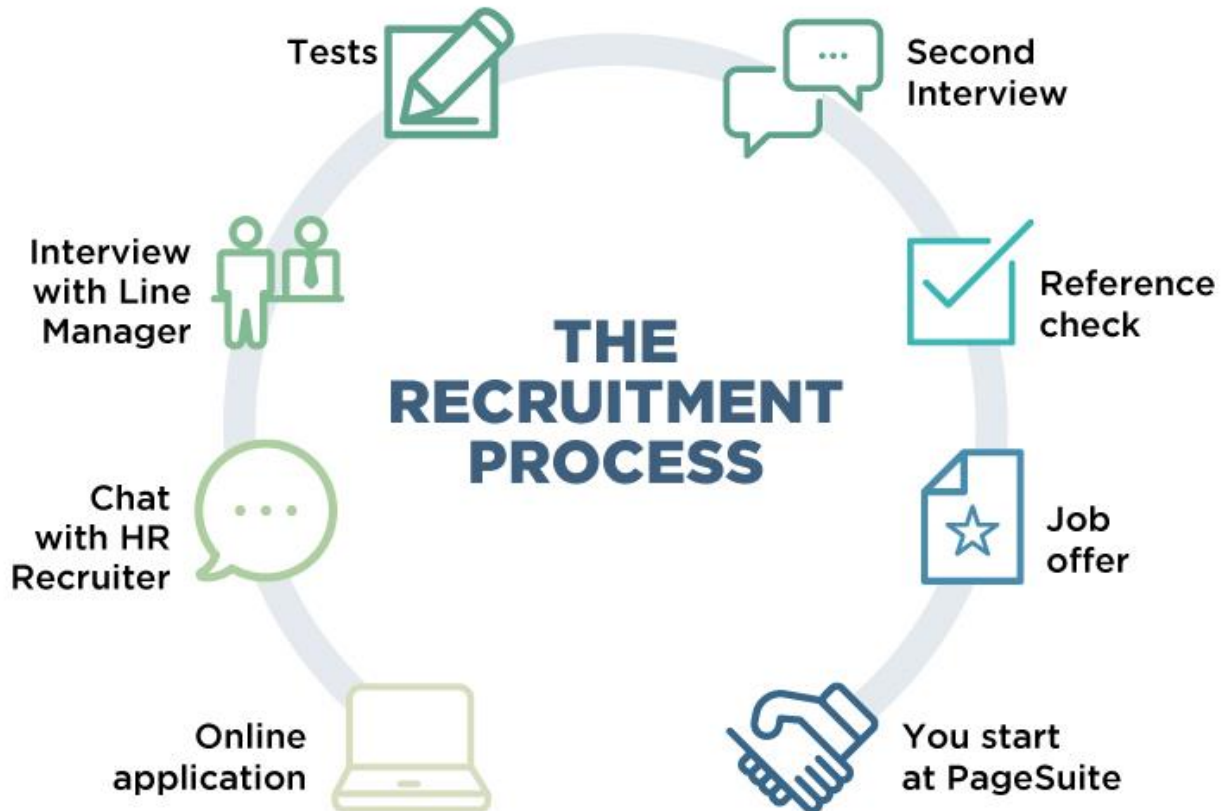 Tests
Second
Interview
Interview
with Line
Manager
Reference
check
THE
RECRUITMENT
PROCESS
Chat
with HR
Recruiter
Job
offer
Online
application
You start
at PageSuite